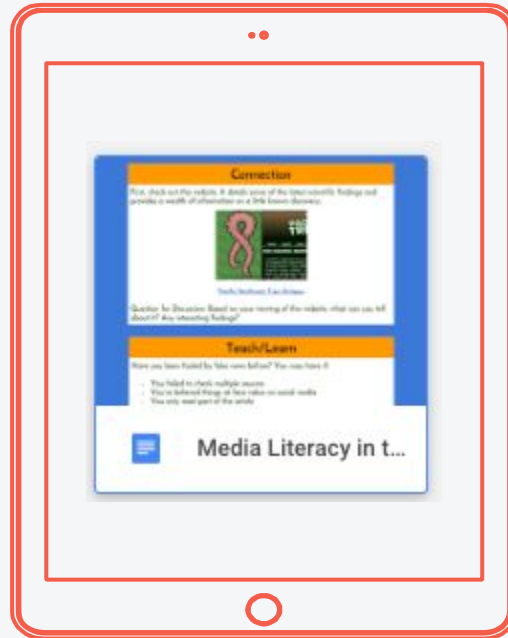 Connection
First, check out this website. It details some of the latest scientific findings and
provides a wealth of information on a little known discovery.
Question for Discussion: Based on your viewing of the website, what can you tell
about it? Any interesting findings?
Teach/Learn
Have you been fooled by fake news before? You may have if:
You failed to check multiple sources
You've believed things at face value on social media
You only read part of the article
Media Literacy in t...